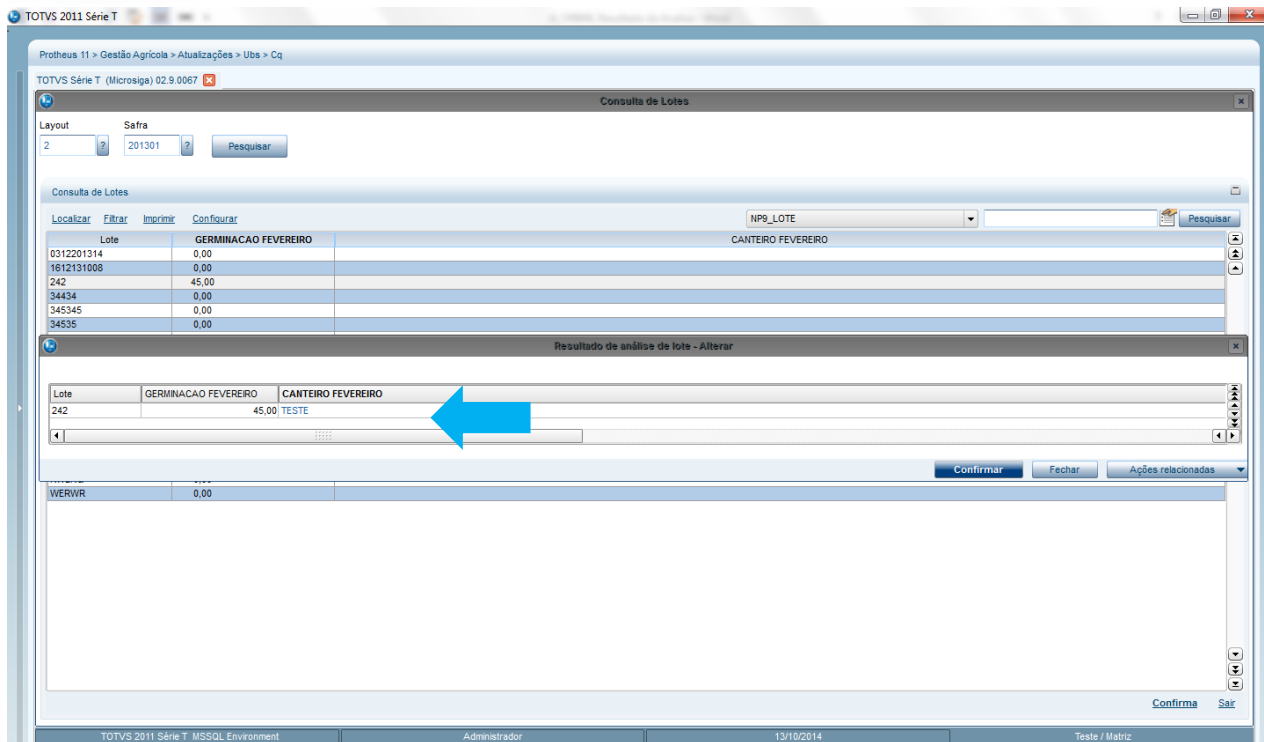 TOTVS 2011 Série T
Protheus 11 > Gestão Agrícola > Atualizações > Ubs > Cq
TOTVS Série T (Microsiga) 02.9.0067
Consulta de Lotes
Layout Safra
2 ? 201301 ? Pesquisar
Consulta de Lotes
Localizar Filtrar Imprimir Configurar NP9_LOTE Pesquisar
Lote GERMINACAO FEVEREIRO CANTEIRO FEVEREIRO
0312201314 0,00
1612131008 0,00
242 45,00
34434 0,00
345345 0,00
34535 0,00
Resultado de análise de lote - Alterar
Lote GERMINACAO FEVEREIRO CANTEIRO FEVEREIRO
242 45,00 TESTE
Confirmar Fechar Ações relacionadas
WERWR 0,00
Confirma Sair
TOTVS 2011 Série T MSSQL Environment Administrador 13/10/2014 Teste / Matriz